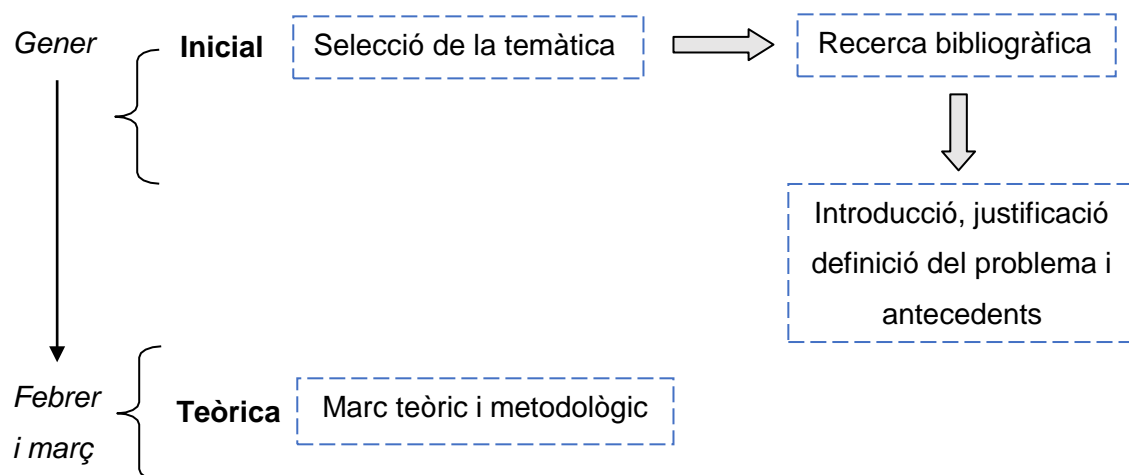 Gener
Inicial
Selecció de la temàtica
Recerca bibliogràfica
Introducció, justificació
definició del problema i
antecedents
Febrer
i març
Teòrica
Marc teòric i metodològic